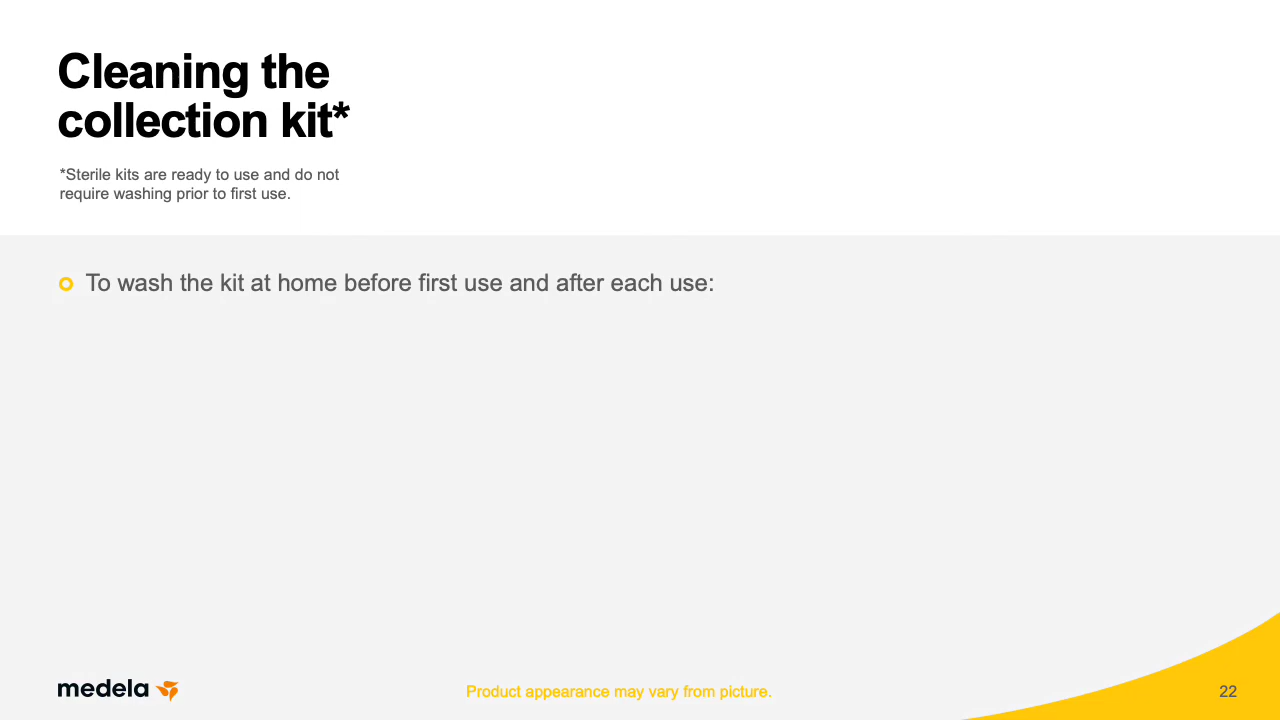 Cleaning the
collection kit*
*Sterile kits are ready to use and do not
require washing prior to first use.
To wash the kit at home before first use and after each use:
medela
Product appearance may vary from picture.
22